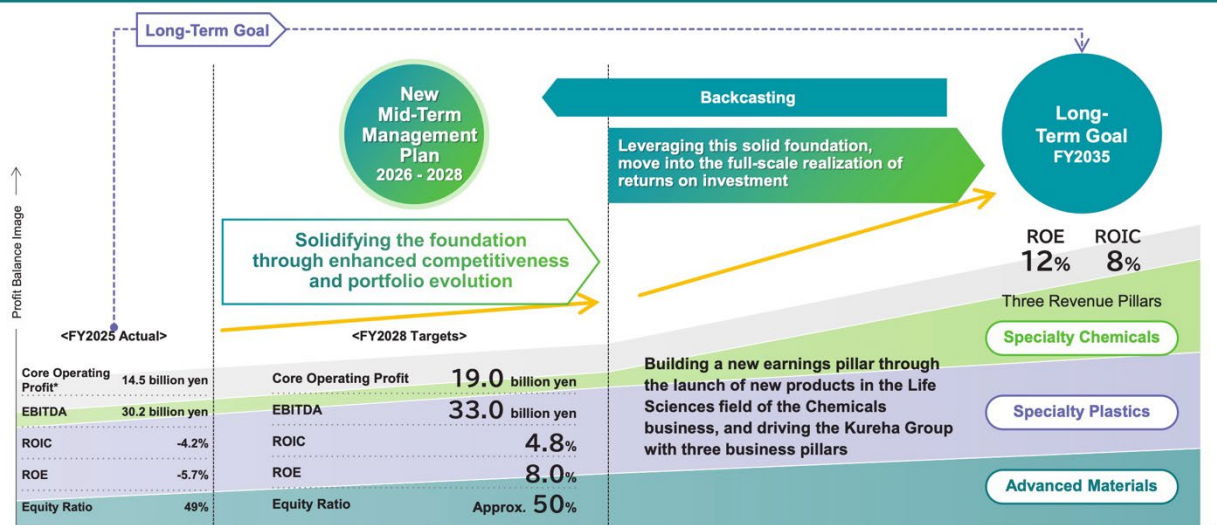 Long-Term Goal
New
Mid-Term
Management
Plan
2026 - 2028
Backcasting
Leveraging this solid foundation,
move into the full-scale realization of
returns on investment
Long-
Term Goal
FY2035
Solidifying the foundation
through enhanced competitiveness
and portfolio evolution
ROE
12%
ROIC
8%
Three Revenue Pillars
Profit Balance Image
<FY2025 Actual>
Core Operating
Profit* 14.5 billion yen
EBITDA 30.2 billion yen
ROIC -4.2%
ROE -5.7%
Equity Ratio 49%
<FY2028 Targets>
Core Operating Profit 19.0 billion yen
EBITDA 33.0 billion yen
ROIC 4.8%
ROE 8.0%
Equity Ratio Approx. 50%
Building a new earnings pillar through
the launch of new products in the Life
Sciences field of the Chemicals
business, and driving the Kureha Group
with three business pillars
Specialty Chemicals
Specialty Plastics
Advanced Materials